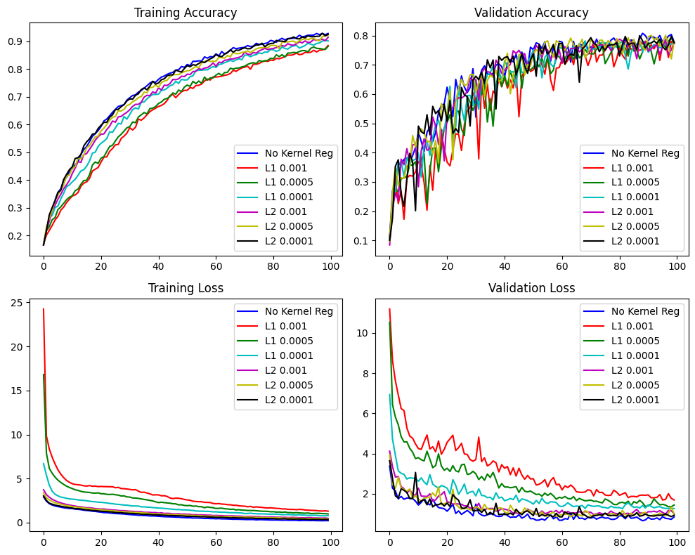 Training Accuracy
0.9
0.8
0.7
0.6
0.5
0.4
0.3
0.2
No Kernel Reg
L1 0.001
L1 0.0005
L1 0.0001
L2 0.001
L2 0.0005
L2 0.0001
0 20 40 60 80 100
Validation Accuracy
0.8
0.7
0.6
0.5
0.4
0.3
0.2
0.1
No Kernel Reg
L1 0.001
L1 0.0005
L1 0.0001
L2 0.001
L2 0.0005
L2 0.0001
0 20 40 60 80 100
Training Loss
25
20
15
10
5
0
No Kernel Reg
L1 0.001
L1 0.0005
L1 0.0001
L2 0.001
L2 0.0005
L2 0.0001
0 20 40 60 80 100
Validation Loss
10
8
6
4
2
No Kernel Reg
L1 0.001
L1 0.0005
L1 0.0001
L2 0.001
L2 0.0005
L2 0.0001
0 20 40 60 80 100